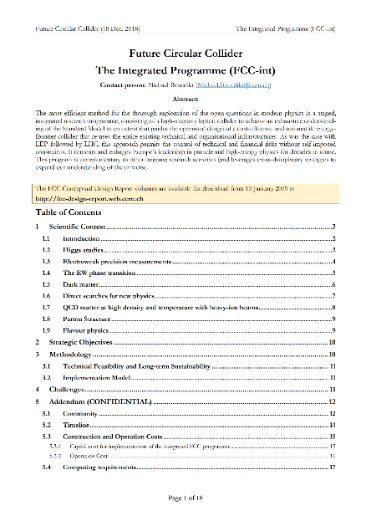 Future Circular Collider (18 Dec. 2018) The Integrated Programme (FCC-int)
Future Circular Collider
The Integrated Programme (FCC-int)
Contact person: Michael Benedikt (Michael.Benedikt@cern.ch)
Abstract
The most efficient method for the thorough exploration of the open questions in modern physics is a staged,
integrated research programme, consisting of a high-energy lepton collider to achieve an exhaustive understand-
ing of the Standard Model to an extent that guides the optimised design of a cost-effective and sustainable energy-
frontier collider that re-uses the entire existing technical and organisational infrastructures. As was the case with
LEP followed by LHC, this approach permits the control of technical and financial risks without self-imposed
constraints. It cements and enlarges Europe's leadership in particle and high-energy physics for decades to come.
This program is complementary to other ongoing research activities and leverages cross-disciplinary synergies to
expand our understanding of the universe.
The FCC Conceptual Design Report volumes are available for download from 15 January 2019 at
http://fcc-design-report.web.cern.ch
Table of Contents
1 Scientific Context 2
1.1 Introduction 2
1.2 Higgs studies 2
1.3 Electroweak precision measurements 4
1.4 The EW phase transition 5
1.5 Dark matter 6
1.6 Direct searches for new physics 7
1.7 QCD matter at high density and temperature with heavy-ion beams 8
1.8 Parton Structure 9
1.9 Flavour physics 9
2 Strategic Objectives 10
3 Methodology 10
3.1 Technical Feasibility and Long-term Sustainability 11
3.2 Implementation Model 11
4 Challenges 11
5 Addendum (CONFIDENTIAL) 12
5.1 Community 12
5.2 Timeline 14
5.3 Construction and Operation Costs 15
5.3.1 Capital cost for implementation of the integrated FCC programme 15
5.3.2 Operation Cost 16
5.4 Computing requirements 17
Page 1 of 18